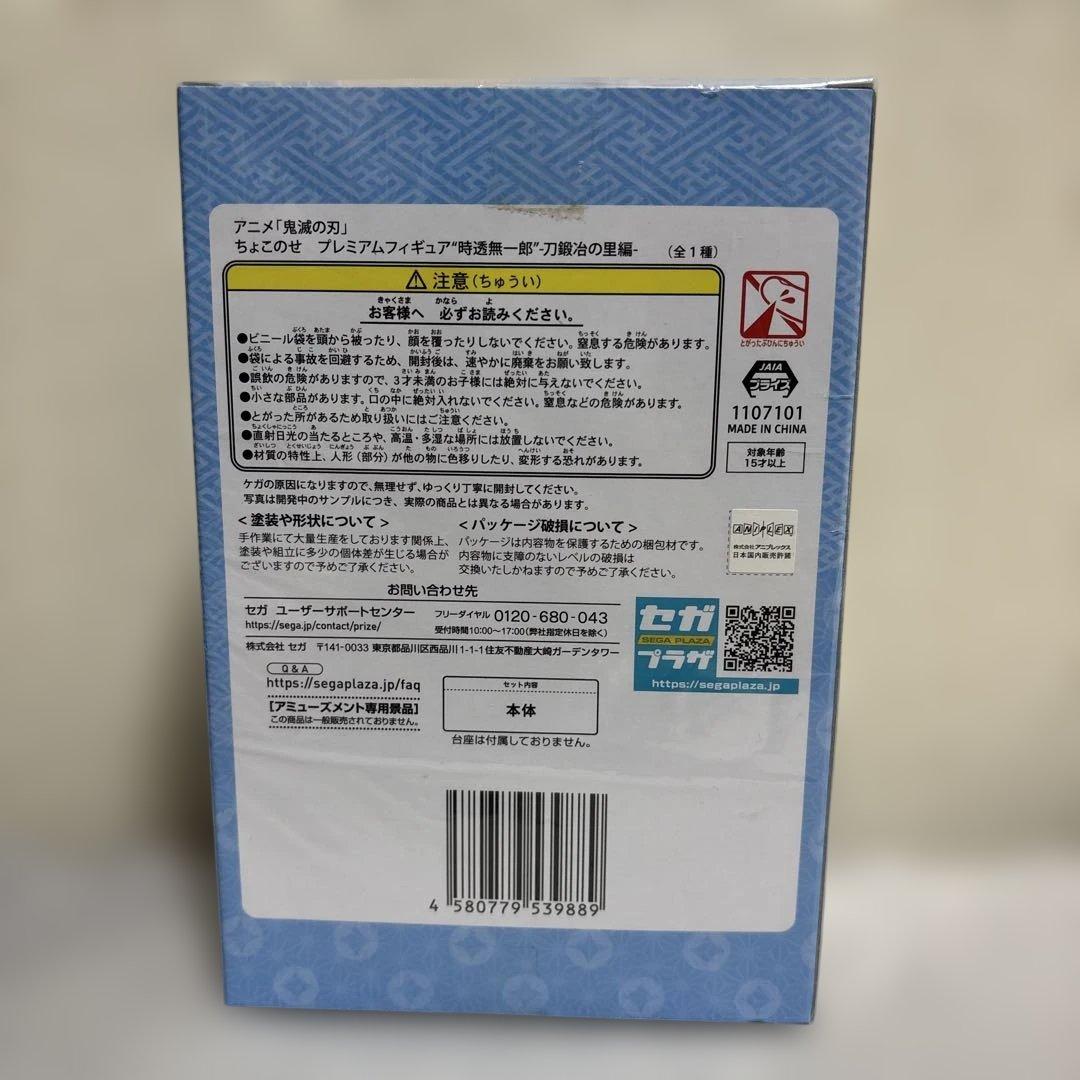 アニメ「鬼滅の刃」
ちょこのせ プレミアムフィギュア“時透無一郎”-刀鍛冶の里編- (全1種)
注意(ちゅうい)
お客様へ 必ずお読みください。
●ビニール袋を頭から被ったり、顔を覆ったりしないでください。窒息する危険があります。
●袋による事故を回避するため、開封後は、速やかに廃棄をお願い致します。
●誤飲の危険がありますので、3才未満のお子様には絶対に与えないでください。
●小さな部品があります。口の中に絶対入れないでください。窒息などの危険があります。
●とがった所があるため取り扱いにはご注意ください。
●直射日光の当たるところや、高温・多湿な場所には放置しないでください。
●材質の特性上、人形(部分)が他の物に色移りしたり、変形する恐れがあります。
とがったぶひんにちゅうい
JAIA
プライズ
1107101
MADE IN CHINA
対象年齢
15才以上
ケガの原因になりますので、無理せず、ゆっくり丁寧に開封してください。
写真は開発中のサンプルにつき、実際の商品とは異なる場合があります。
<塗装や形状について>
手作業にて大量生産をしております関係上、
塗装や組立に多少の個体差が生じる場合が
ございますので予めご了承ください。
<パッケージ破損について>
パッケージは内容物を保護するための梱包材です。
内容物に支障のないレベルの破損は
交換いたしかねますので予めご了承ください。
ANIPLEX
株式会社アニプレックス
日本国内販売許諾
お問い合わせ先
セガ ユーザーサポートセンター
https://sega.jp/contact/prize/
フリーダイヤル 0120-680-043
受付時間10:00〜17:00(弊社指定休日を除く)
株式会社 セガ 〒141-0033 東京都品川区西品川1-1-1住友不動産大崎ガーデンタワー
Q&A
https://segaplaza.jp/faq
[アミューズメント専用景品]
この商品は一般販売されておりません。
セット内容
本体
台座は付属しておりません。
セガ
SEGA PLAZA
プラザ
https://segaplaza.jp
4 580779 539889